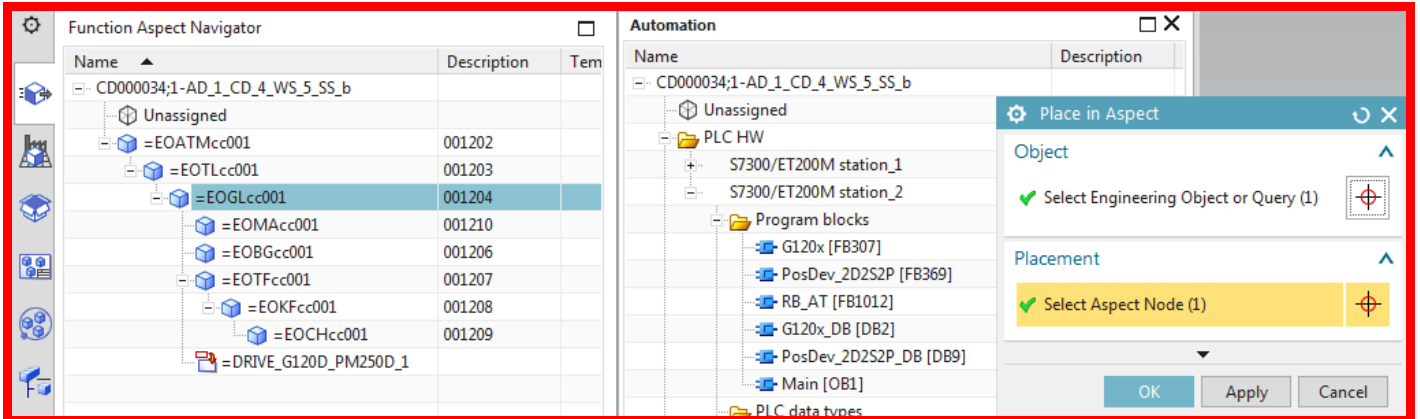 Function Aspect Navigator
Name Description Tem
CD000034;1-AD_1_CD_4_WS_5_SS_b
Unassigned
=EOATMcc001 001202
=EOTLcc001 001203
=EOGLcc001 001204
=EOMAcc001 001210
=EOBGcc001 001206
=EOTFcc001 001207
=EOKFcc001 001208
=EOCHcc001 001209
=DRIVE_G120D_PM250D_1
Automation
Name Description
CD000034;1-AD_1_CD_4_WS_5_SS_b
Unassigned
PLC HW
S7300/ET200M station_1
S7300/ET200M station_2
Program blocks
G120x [FB307]
PosDev_2D2S2P [FB369]
RB_AT [FB1012]
G120x_DB [DB2]
PosDev_2D2S2P_DB [DB9]
Main [OB1]
PLC data types
Place in Aspect
Object
Select Engineering Object or Query (1)
Placement
Select Aspect Node (1)
OK Apply Cancel